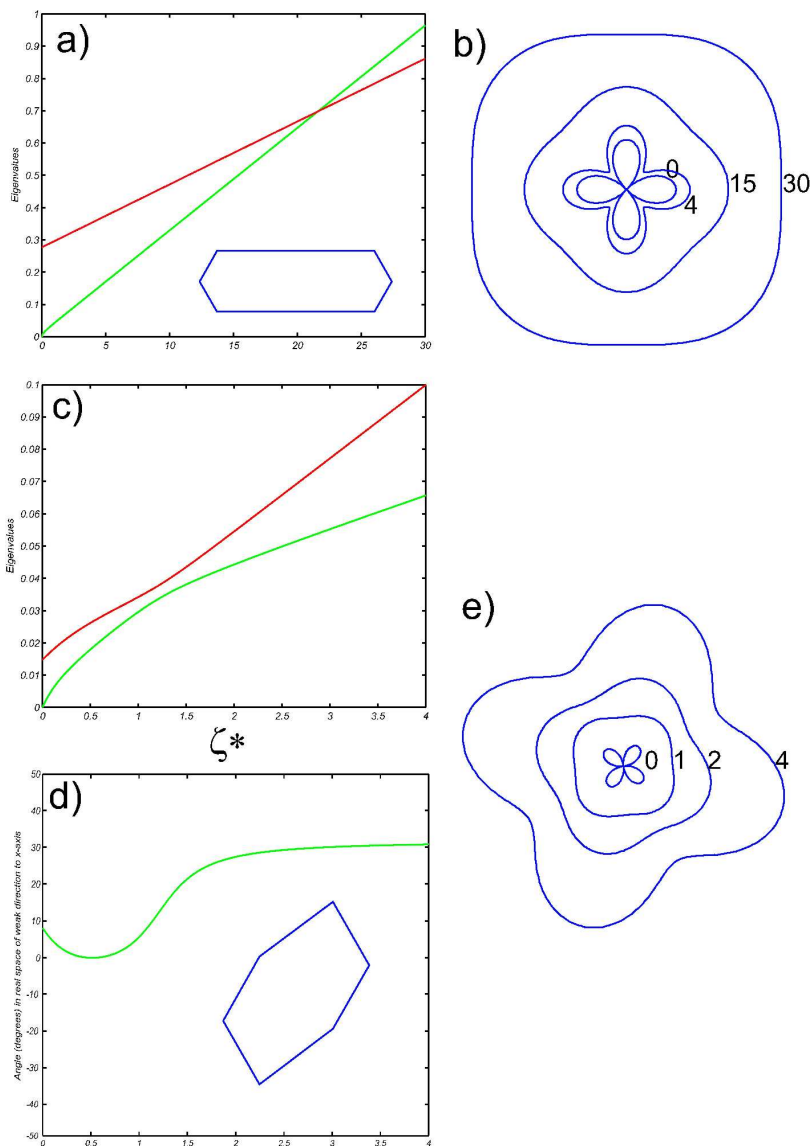 a)
Eigenvalues
1
0.9
0.8
0.7
0.6
0.5
0.4
0.3
0.2
0.1
0
0 5 10 15 20 25 30
b)
0
4
15
30
c)
Eigenvalues
0.1
0.09
0.08
0.07
0.06
0.05
0.04
0.03
0.02
0.01
0
0 0.5 1 1.5 2 2.5 3 3.5 4
ζ*
d)
Angle (degrees) in real space of weak direction to x-axis
50
40
30
20
10
0
-10
-20
-30
-40
-50
0 0.5 1 1.5 2 2.5 3 3.5 4
e)
0 1 2 4